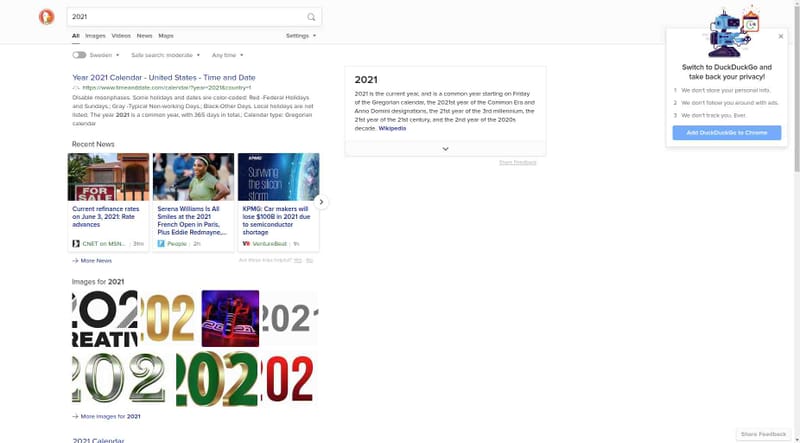 2021
All Images Videos News Maps Settings
Sweden Safe search: moderate Any time
Year 2021 Calendar - United States - Time and Date
https://www.timeanddate.com/calendar/?year=2021&country=1
Disable moonphases. Some holidays and dates are color-coded: Red -Federal Holidays
and Sundays.; Gray -Typical Non-working Days.; Black-Other Days. Local holidays are not
listed. The year 2021 is a common year, with 365 days in total.; Calendar type: Gregorian
calendar
Recent News
FOR
SALE
Current refinance rates
on June 3, 2021: Rate
advances
CNET on MSN...
Serena Williams Is All
Smiles at the 2021
French Open in Paris,
Plus Eddie Redmayne,...
People 2h
KPMG
Surviving
the silicon
storm
KPMG: Car makers will
lose $100B in 2021 due
to semiconductor
shortage
VentureBeat 1h
More News
Are these links helpful? Yes No
Images for 2021
202
CREATIV
202
2021
2021
202
202
202
More Images for 2021
2021 Calendar
2021
2021 is the current year, and is a common year starting on Friday
of the Gregorian calendar, the 2021st year of the Common Era and
Anno Domini designations, the 21st year of the 3rd millennium, the
21st year of the 21st century, and the 2nd year of the 2020s
decade. Wikipedia
Share Feedback
Switch to DuckDuckGo and
take back your privacy!
1 We don't store your personal info.
2 We don't follow you around with ads.
3 We don't track you. Ever.
Add DuckDuckGo to Chrome
Share Feedback